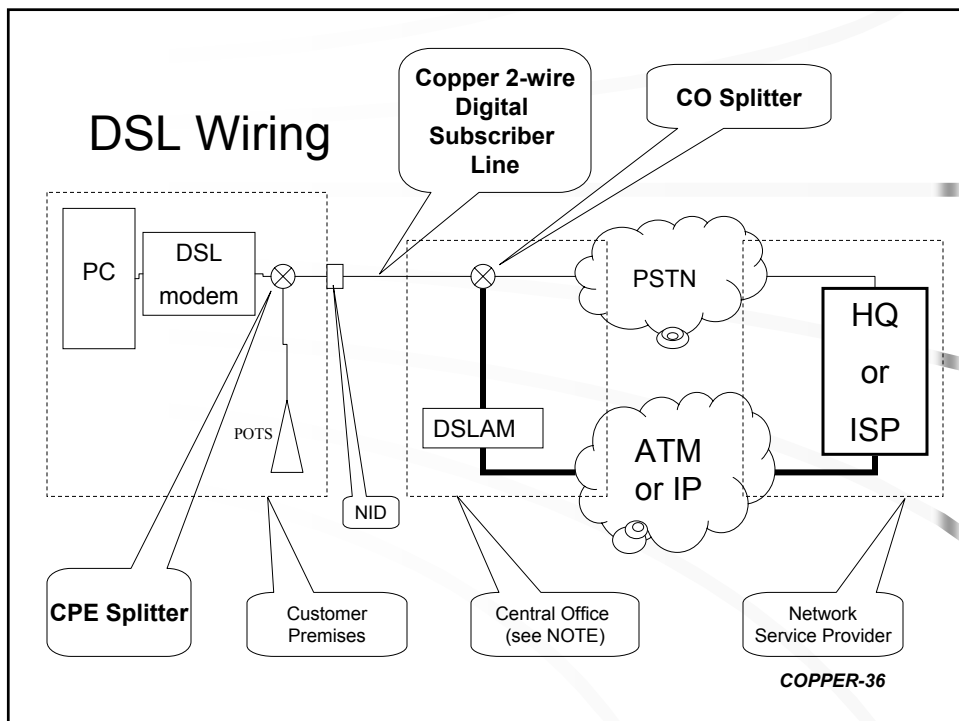 DSL Wiring
Copper 2-wire
Digital
Subscriber
Line
CO Splitter
PC
DSL
modem
POTS
NID
PSTN
DSLAM
ATM
or IP
HQ
or
ISP
CPE Splitter
Customer
Premises
Central Office
(see NOTE)
Network
Service Provider
COPPER-36